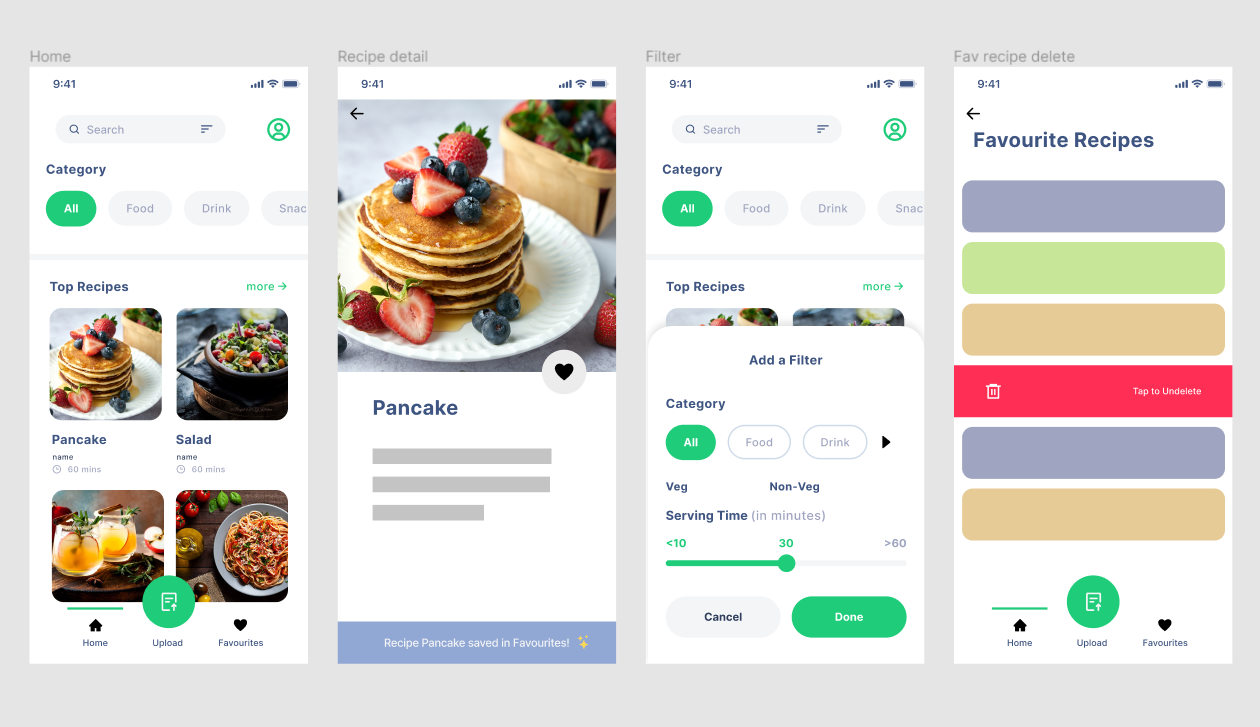 Home
9:41
Search
Category
All Food Drink Snac
Top Recipes more →
Pancake Salad
name name
60 mins 60 mins
Home Upload Favourites
Recipe detail
9:41
Pancake
Recipe Pancake saved in Favourites! ✨
Filter
9:41
Search
Category
All Food Drink Snac
Top Recipes more →
Add a Filter
Category
All Food Drink
Veg Non-Veg
Serving Time (in minutes)
<10 30 >60
Cancel Done
Fav recipe delete
9:41
Favourite Recipes
Tap to Undelete
Home Upload Favourites